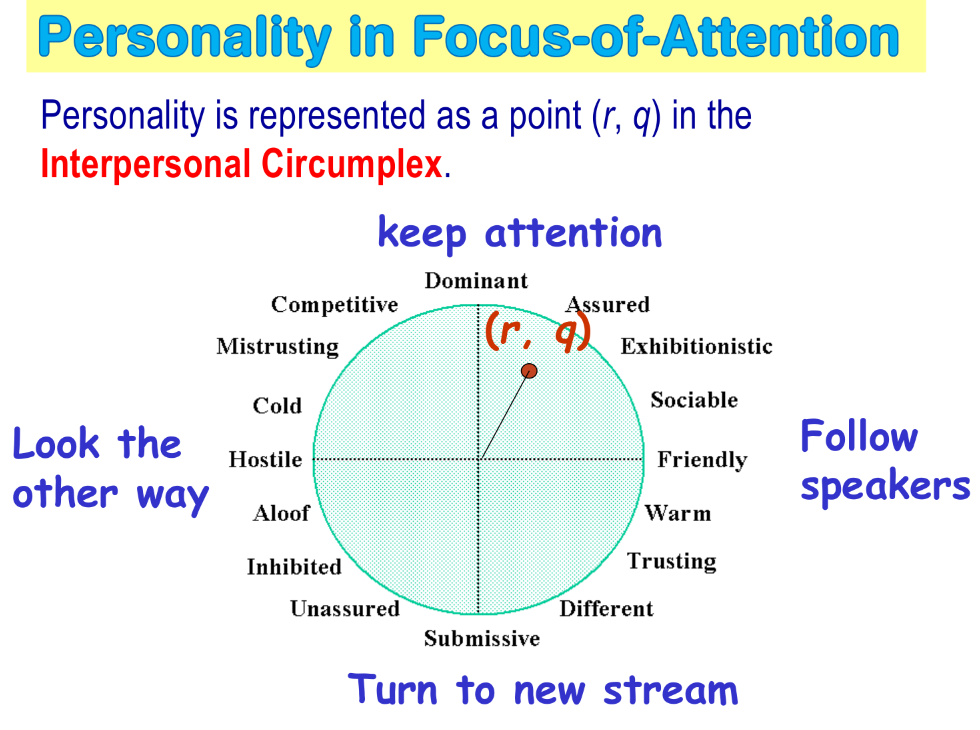 Personality in Focus-of-Attention
Personality is represented as a point (r, q) in the
Interpersonal Circumplex.
keep attention
Dominant
Competitive
Assured
(r, q)
Mistrusting
Exhibitionistic
Cold
Sociable
Look the
other way
Hostile
Friendly
Follow
speakers
Aloof
Warm
Inhibited
Trusting
Unassured
Different
Submissive
Turn to new stream